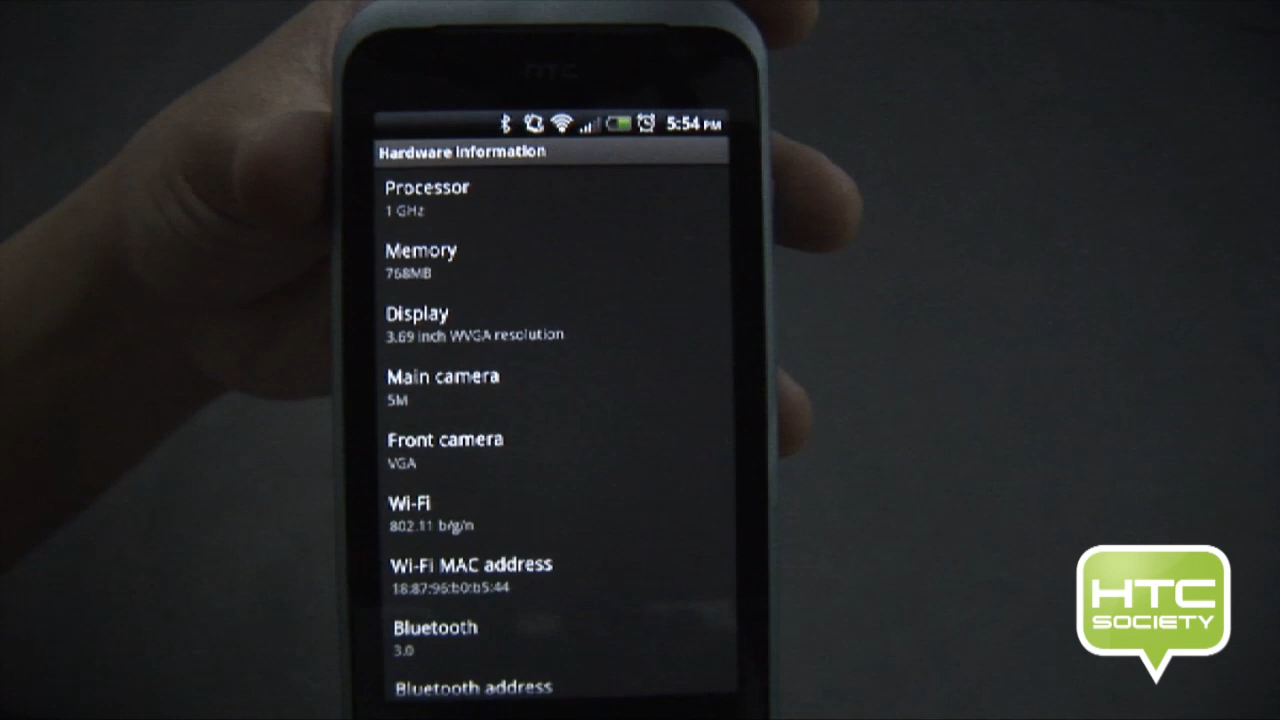 HTC
5:54 PM
Hardware information
Processor
1 GHz
Memory
768MB
Display
3.69 inch WVGA resolution
Main camera
5M
Front camera
VGA
Wi-Fi
802.11 b/g/n
Wi-Fi MAC address
18:87:96:b0:b5:44
Bluetooth
3.0
Bluetooth address
HTC
SOCIETY